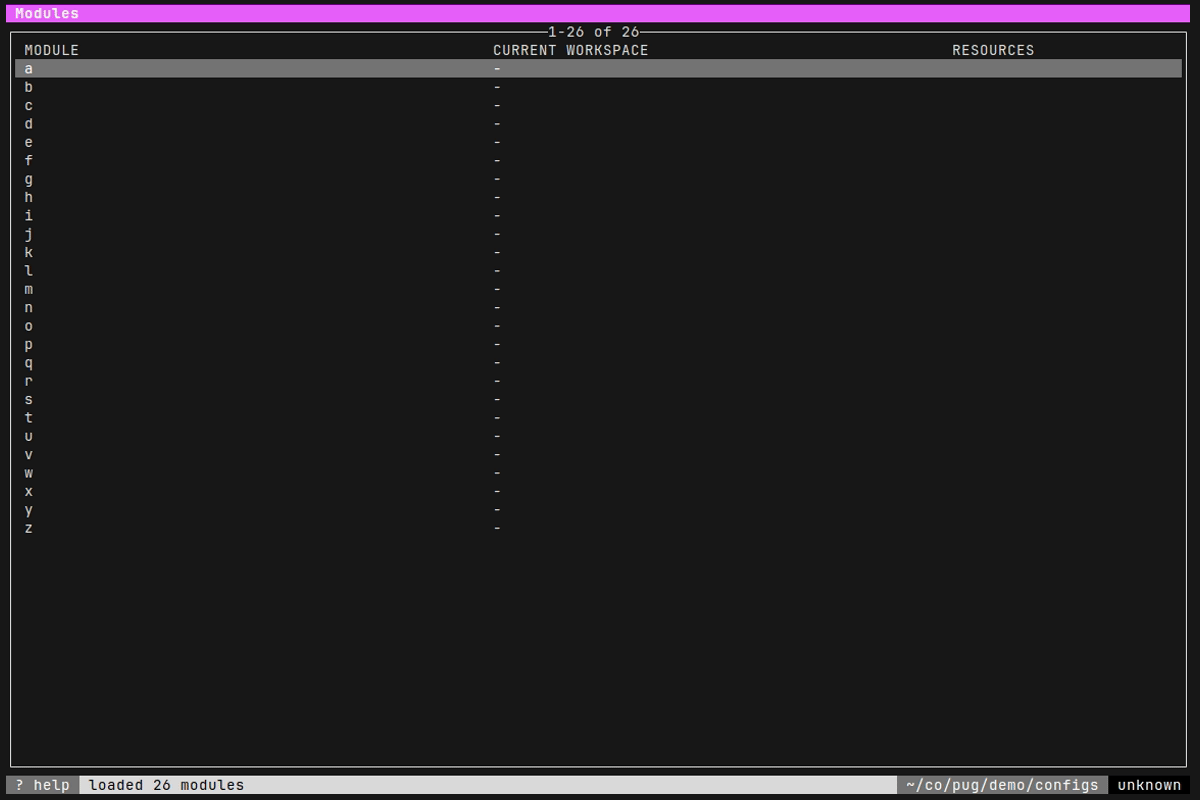 Modules
1-26 of 26
MODULE CURRENT WORKSPACE RESOURCES
a -
b -
c -
d -
e -
f -
g -
h -
i -
j -
k -
l -
m -
n -
o -
p -
q -
r -
s -
t -
u -
v -
w -
x -
y -
z -
? help loaded 26 modules ~/co/pug/demo/configs unknown